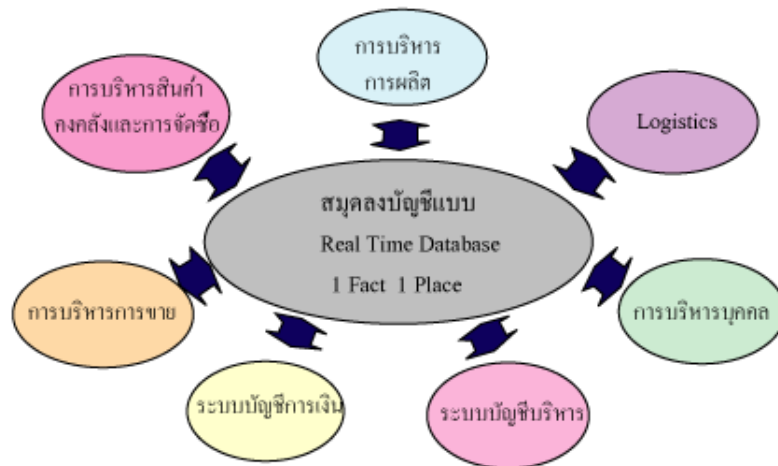 การบริหาร
การผลิต
การบริหารสินค้า
คงคลังและการจัดซื้อ
Logistics
สมุดลงบัญชีแบบ
Real Time Database
1 Fact 1 Place
การบริหารการขาย
การบริหารบุคคล
ระบบบัญชีการเงิน
ระบบบัญชีบริหาร